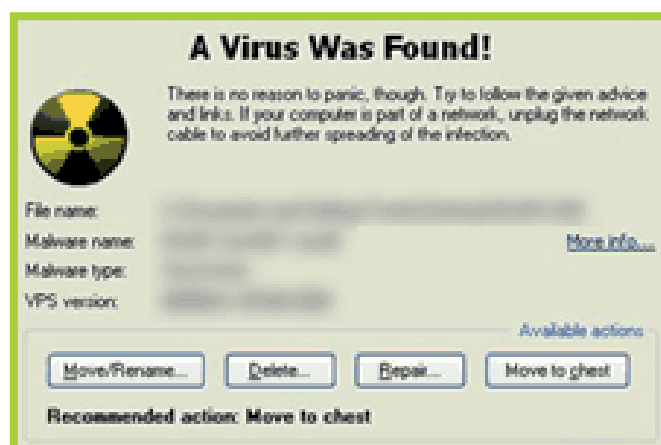 A Virus Was Found!
There is no reason to panic, though. Try to follow the given advice
and links. If your computer is part of a network, unplug the network
cable to avoid further spreading of the infection.
File name:
Malware name:
More info...
Malware type:
VPS version:
Available actions
Move/Rename...
Delete...
Repair...
Move to chest
Recommended action: Move to chest